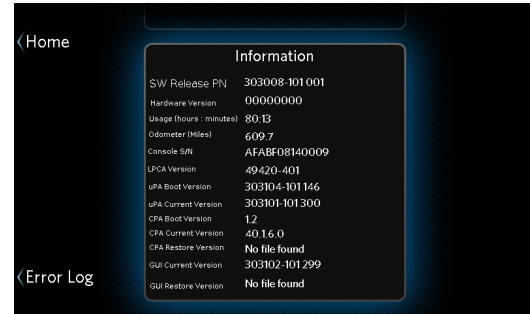 Home
Information
SW Release PN 303008-101001
Hardware Version 00000000
Usage (hours : minutes) 80:13
Odometer (Miles) 609.7
Console S/N AFABF08140009
LPCA Version 49420-401
uPA Boot Version 303104-101146
uPA Current Version 303101-101300
CPA Boot Version 1.2
CPA Current Version 40.1.6.0
CPA Restore Version No file found
GUI Current Version 303102-101299
Error Log
GUI Restore Version No file found